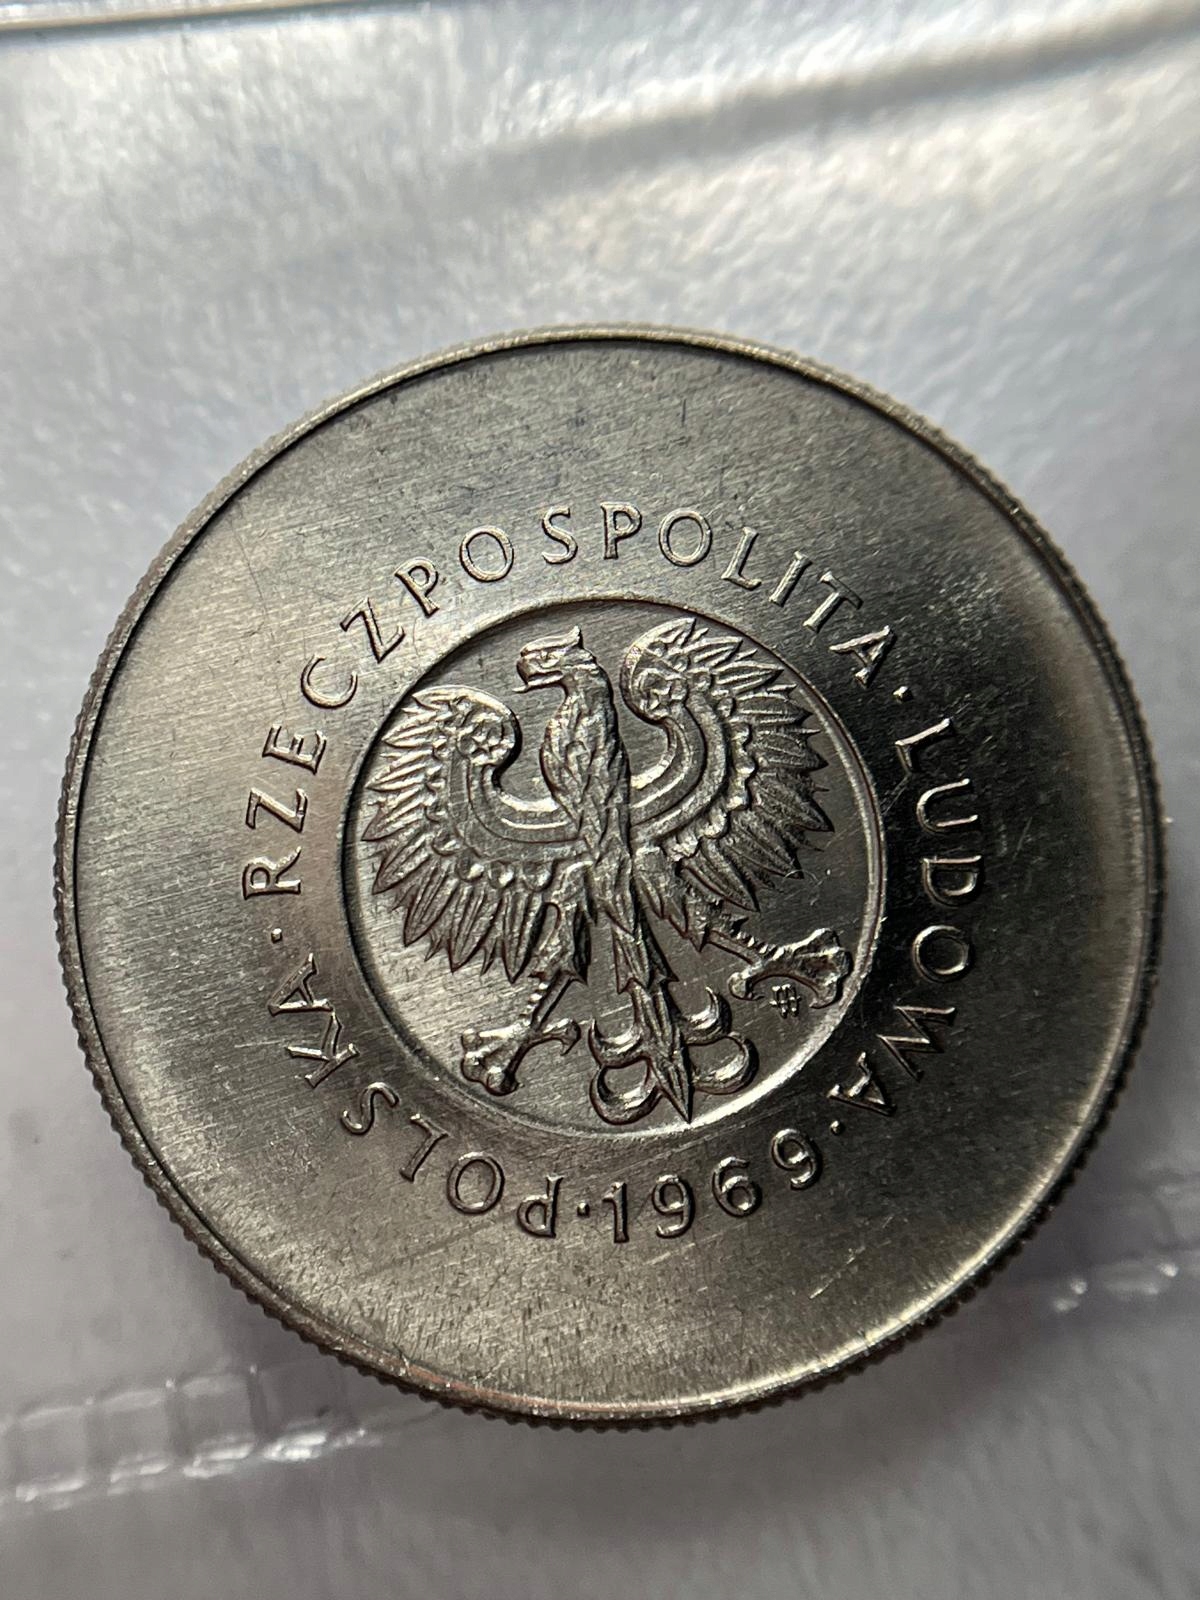 POLSKA · RZECZPOSPOLITA · LUDOWA · 1969 ·